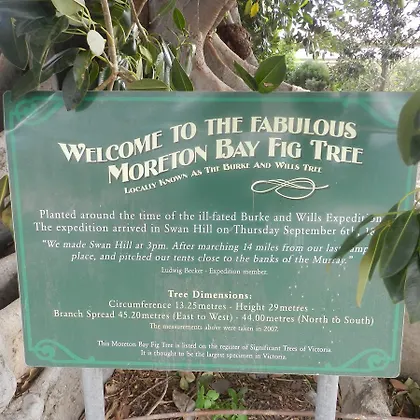 WELCOME TO THE FABULOUS
MORETON BAY FIG TREE
LOCALLY KNOWN AS THE BURKE AND WILLS TREE
Planted around the time of the ill-fated Burke and Wills
The expedition arrived in Swan Hill on Thursday September 6th,
"We made Swan Hill at 3pm. After marching 14 miles from our last
place, and pitched out tents close to the banks of the Murray."
Ludwig Becker - Expedition member.
Tree Dimensions:
Circumference 13.25metres - Height 29metres -
Branch Spread 45.20metres (East to West) - 44.00metres (North to South)
The measurements above were taken in 2002.
This Moreton Bay Fig Tree is listed on the register of Significant Trees of Victoria.
It is thought to be the largest specimen in Victoria.